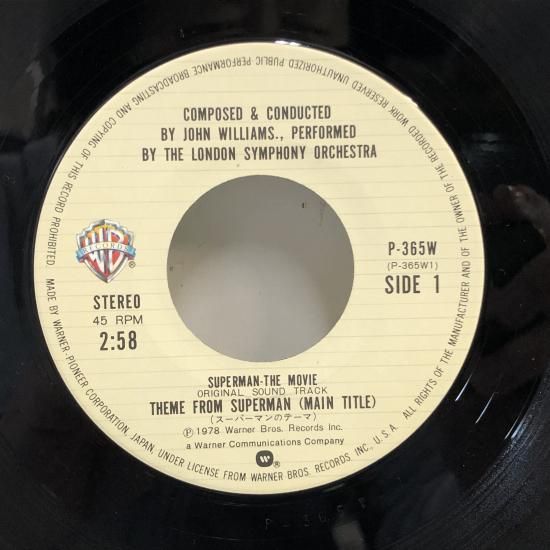 COMPOSED & CONDUCTED
BY JOHN WILLIAMS., PERFORMED
BY THE LONDON SYMPHONY ORCHESTRA
WB
RECORDS
®
STEREO
45 RPM
2:58
P-365W
(P-365W1)
SIDE 1
SUPERMAN-THE MOVIE
ORIGINAL SOUND TRACK
THEME FROM SUPERMAN (MAIN TITLE)
(スーパーマンのテーマ)
Ⓟ 1978 Warner Bros. Records Inc.
a Warner Communications Company
MADE BY WARNER-PIONEER CORPORATION, JAPAN, UNDER LICENSE FROM WARNER BROS. RECORDS INC., U.S.A. ALL RIGHTS OF THE MANUFACTURER AND OF THE OWNER OF THE RECORDED WORK RESERVED UNAUTHORIZED PUBLIC PERFORMANCE BROADCASTING AND COPYING OF THIS RECORD PROHIBITED.
P-365W